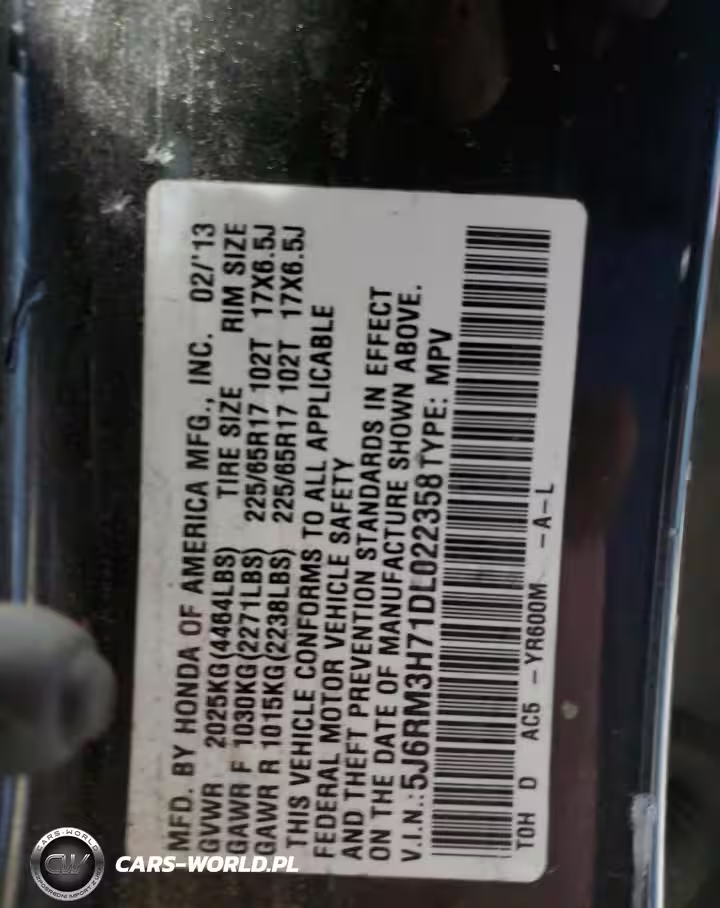 MFD. BY HONDA OF AMERICA MFG., INC. 02/'13
GVWR 2025KG(4464LBS) TIRE SIZE RIM SIZE
GAWR F 1030KG(2271LBS) 225/65R17 102T 17X6.5J
GAWR R 1015KG(2238LBS) 225/65R17 102T 17X6.5J
THIS VEHICLE CONFORMS TO ALL APPLICABLE
FEDERAL MOTOR VEHICLE SAFETY
AND THEFT PREVENTION STANDARDS IN EFFECT
ON THE DATE OF MANUFACTURE SHOWN ABOVE.
V.I.N.:5J6RM3H71DL022358 TYPE: MPV
TOH D AC5 -YR600M -A-L
CARS-WORLD
CW
CARS-WORLD.PL